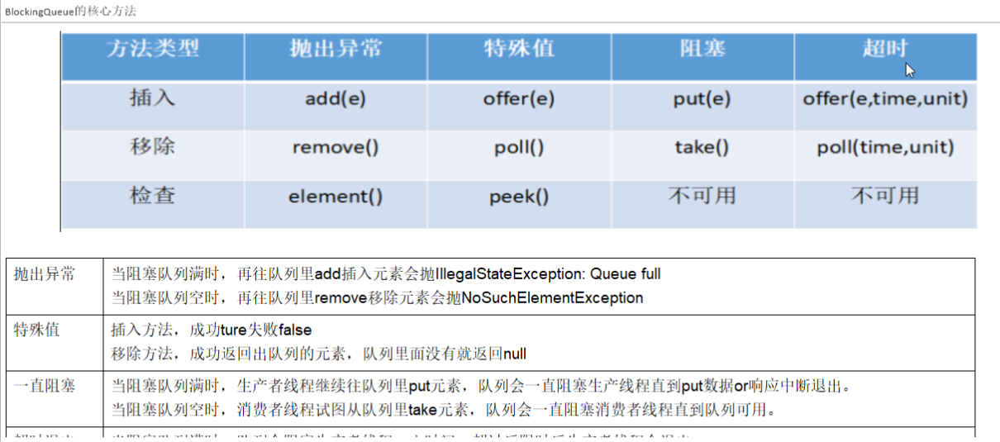 BlockingQueue的核心方法
方法类型 抛出异常 特殊值 阻塞 超时
插入 add(e) offer(e) put(e) offer(e,time,unit)
移除 remove() poll() take() poll(time,unit)
检查 element() peek() 不可用 不可用
抛出异常 当阻塞队列满时，再往队列里add插入元素会抛IllegalStateException: Queue full
当阻塞队列空时，再往队列里remove移除元素会抛NoSuchElementException
特殊值 插入方法，成功ture失败false
移除方法，成功返回出队列的元素，队列里面没有就返回null
一直阻塞 当阻塞队列满时，生产者线程继续往队列里put元素，队列会一直阻塞生产线程直到put数据or响应中断退出。
当阻塞队列空时，消费者线程试图从队列里take元素，队列会一直阻塞消费者线程直到队列可用。